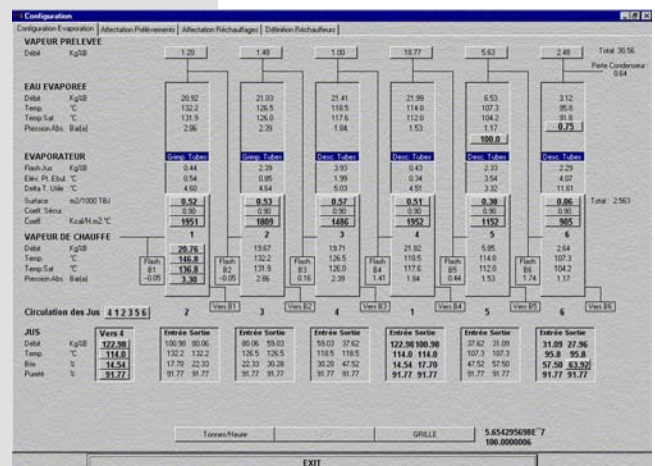 Configuration
Configuration Evaporation Affectation Prélèvements Affectation Réchauffages Définition Réchauffeurs
VAPEUR PRELEVEE
Débit Kg%B 1.20 1.48 1.00 18.77 5.63 2.48 Total 30.56
Perte Condenseur :
0.64
EAU EVAPOREE
Débit Kg%B 20.92 21.03 21.41 21.99 6.53 3.12
Temp. °C 132.2 126.5 118.5 114.0 107.3 95.8
Temp.Sat °C 131.9 126.0 117.6 112.0 104.2 91.8
Pression Abs. Bar(a) 2.86 2.39 1.84 1.53 1.17 0.75
100.0
EVAPORATEUR Grimp. Tubes Grimp. Tubes Desc. Tubes Desc. Tubes Desc. Tubes Desc. Tubes
Flash Jus Kg%B 0.44 2.39 3.93 0.43 2.33 2.29
Elév. Pt. Ebul. °C 0.54 0.85 1.99 0.34 3.54 4.07
Delta T. Utile °C 4.60 4.64 5.03 4.51 3.32 11.61
Surface m2/1000 TBJ 0.52 0.53 0.57 0.51 0.38 0.06 Total : 2.563
Coeff. Sécur. 0.90 0.90 0.90 0.90 0.90 0.90
Coeff. Kcal/H.m2.°C 1951 1809 1486 1952 1152 905
VAPEUR DE CHAUFFE 1 2 3 4 5 6
Débit Kg%B 20.76 19.67 19.71 21.82 5.85 2.64
Temp. °C 146.8 132.2 126.5 118.5 114.0 107.3
Temp.Sat °C 136.8 131.9 126.0 117.6 112.0 104.2
Pression Abs. Bar(a) 3.30 2.86 2.39 1.84 1.53 1.17
Flash B1 -0.05 Flash B2 -0.05 Flash B3 0.16 Flash B4 1.41 Flash B5 0.44 Flash B6 1.74
Vers B1 Vers B2 Vers B3 Vers B4 Vers B5 Vers B6
Circulation des Jus 4 1 2 3 5 6 2 3 4 1 5 6
JUS Vers 4 Entrée Sortie Entrée Sortie Entrée Sortie Entrée Sortie Entrée Sortie Entrée Sortie
Débit Kg%B 122.98 100.98 80.06 80.06 59.03 59.03 37.62 122.98 100.98 37.62 31.09 31.09 27.96
Temp. °C 114.0 132.2 132.2 126.5 126.5 118.5 118.5 114.0 114.0 107.3 107.3 95.8 95.8
Brix % 14.54 17.70 22.33 22.33 30.28 30.28 47.52 14.54 17.70 47.52 57.50 57.50 63.92
Pureté % 91.77 91.77 91.77 91.77 91.77 91.77 91.77 91.77 91.77 91.77 91.77 91.77 91.77
Tonnes/Heure GRILLE 5.654295698E-7
100.0000006
EXIT